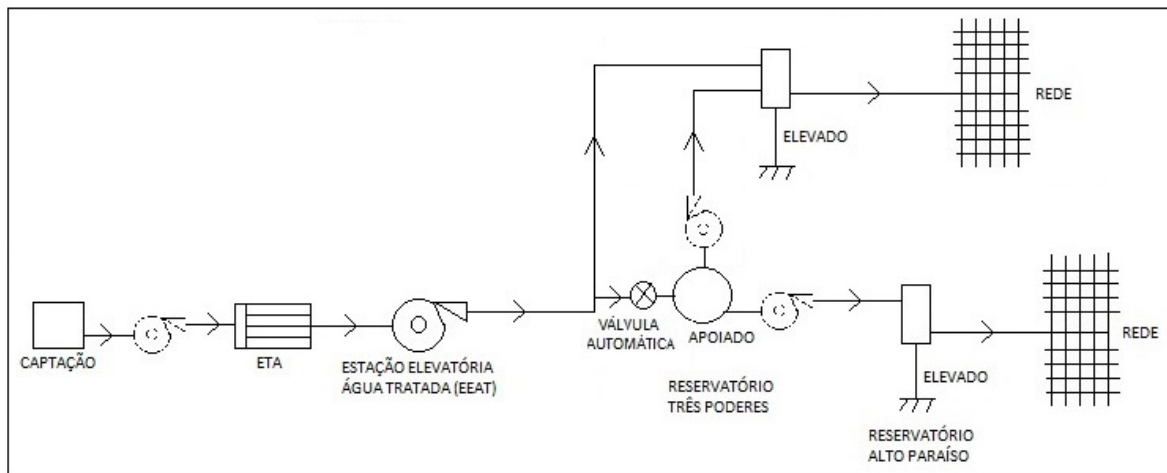 REDE
ELEVADO
CAPTAÇÃO
ETA
ESTAÇÃO ELEVATÓRIA
ÁGUA TRATADA (EEAT)
VÁLVULA
AUTOMÁTICA
APOIADO
RESERVATÓRIO
TRÊS PODERES
ELEVADO
RESERVATÓRIO
ALTO PARAÍSO
REDE